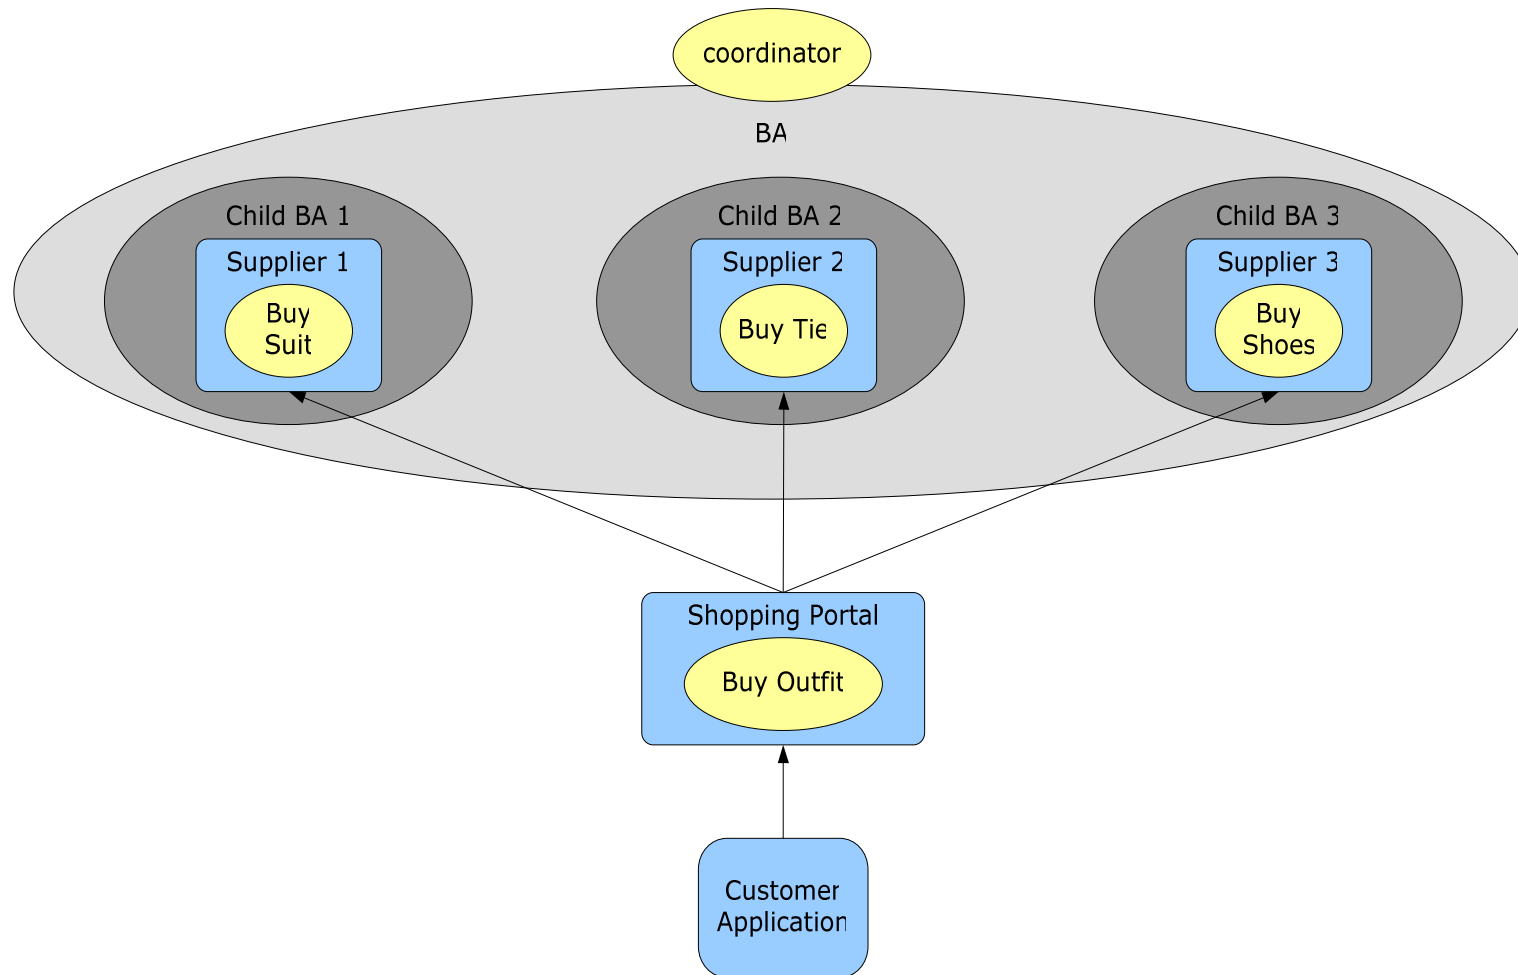 coordinator
BA
Child BA 1
Child BA 2
Child BA 3
Supplier 1
Supplier 2
Supplier 3
Buy
Suit
Buy Tie
Buy
Shoes
Shopping Portal
Buy Outfit
Customer
Application